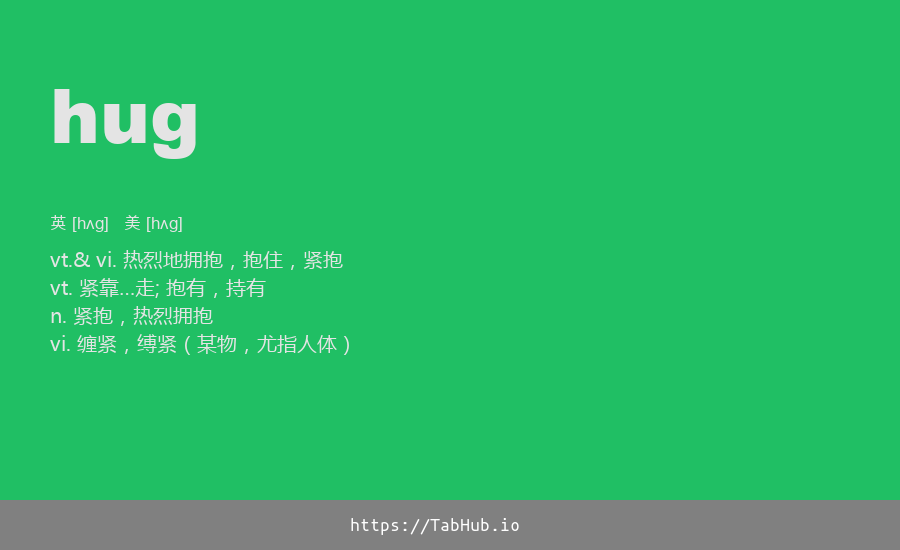 hug
英 [hʌg] 美 [hʌg]
vt.& vi. 热烈地拥抱，抱住，紧抱
vt. 紧靠…走; 抱有，持有
n. 紧抱，热烈拥抱
vi. 缠紧，缚紧（某物，尤指人体）
https://TabHub.io